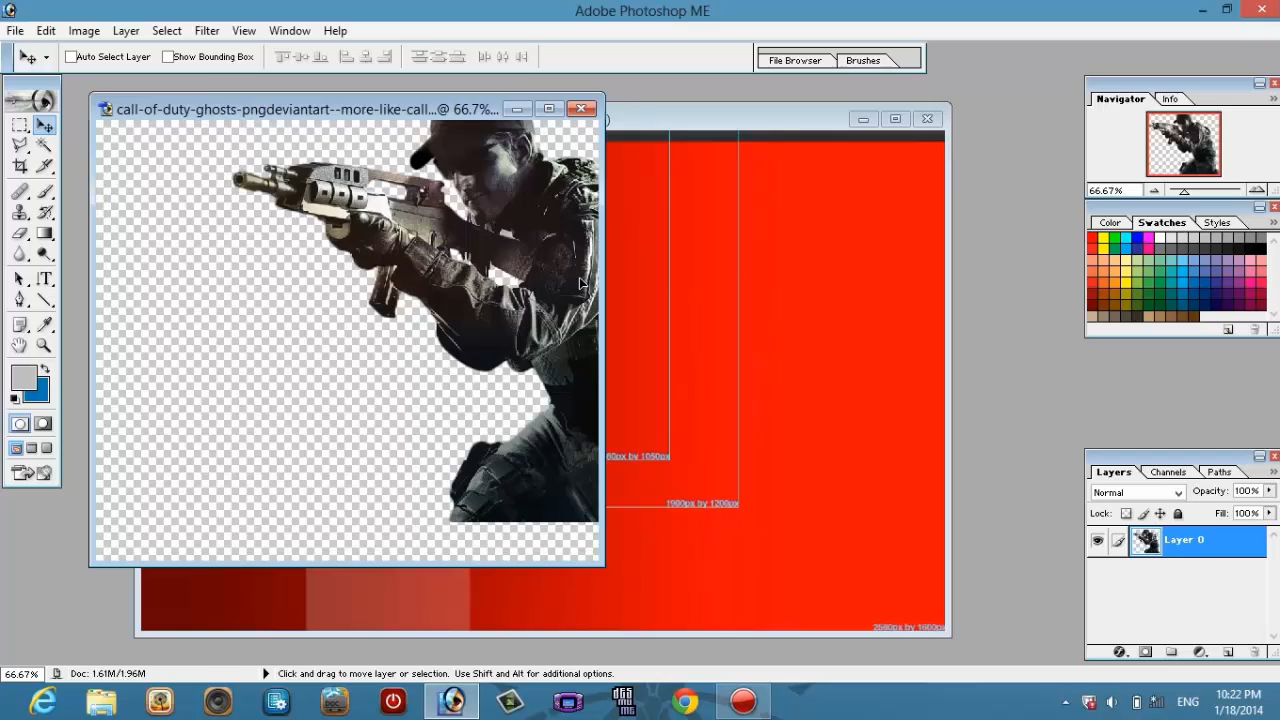 Adobe Photoshop ME
File Edit Image Layer Select Filter View Window Help
Auto Select Layer Show Bounding Box File Browser Brushes
call-of-duty-ghosts-pngdeviantart--more-like-call...@ 66.7%...
)
60px by 1050px
1900px by 1200px
2560px by 1600px
Navigator Info
66.67%
Color Swatches Styles
Layers Channels Paths
Normal Opacity: 100%
Lock: Fill: 100%
Layer 0
66.67% Doc: 1.61M/1.96M Click and drag to move layer or selection. Use Shift and Alt for additional options.
DOC
ENG
10:22 PM
1/18/2014